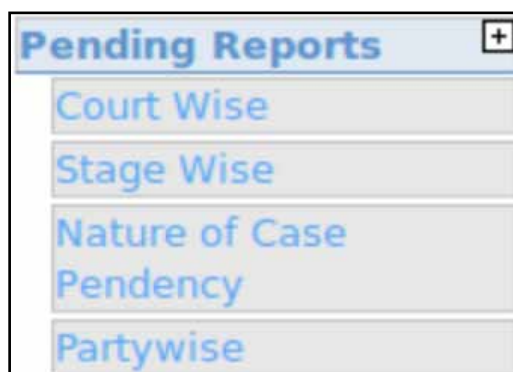 Pending Reports
Court Wise
Stage Wise
Nature of Case
Pendency
Partywise